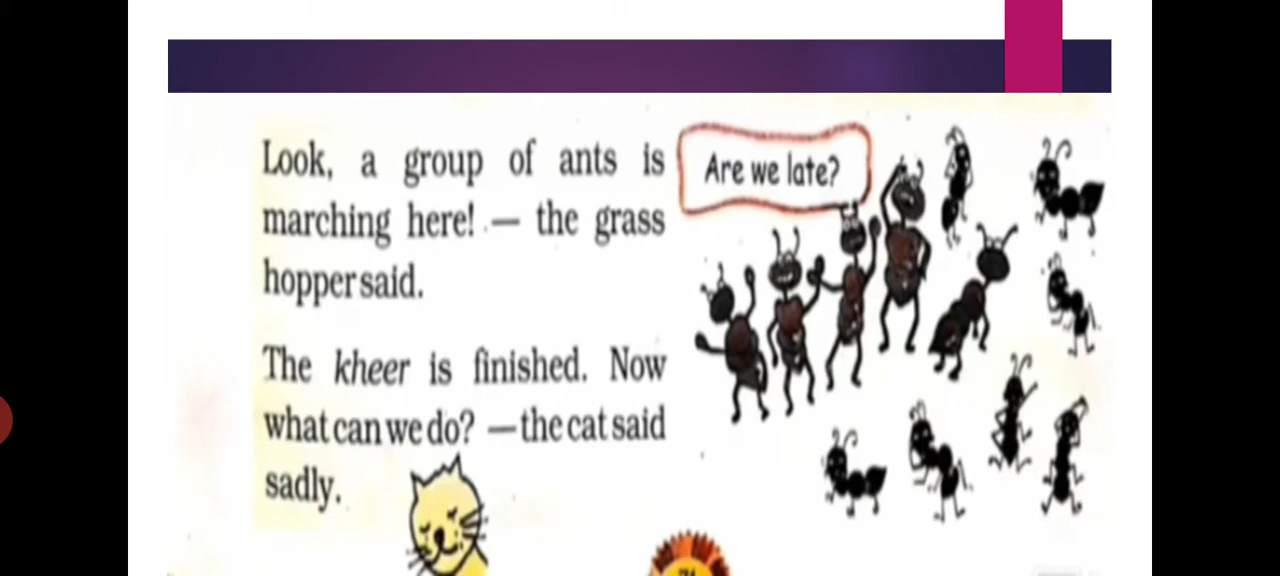 Look, a group of ants is
marching here! — the grass
hopper said.
Are we late?
The kheer is finished. Now
what can we do? — the cat said
sadly.